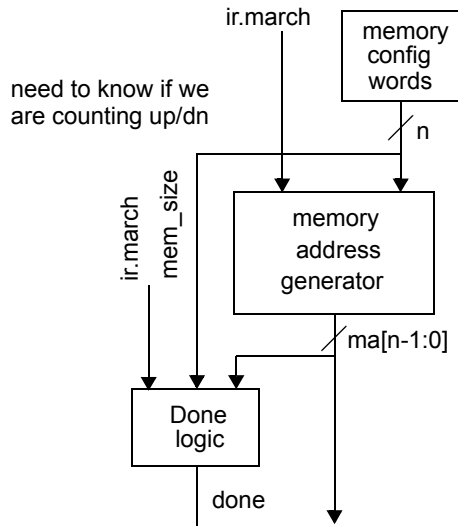 ir.march
memory
config
words
need to know if we
are counting up/dn
n
ir.march
mem_size
memory
address
generator
ma[n-1:0]
Done
logic
done